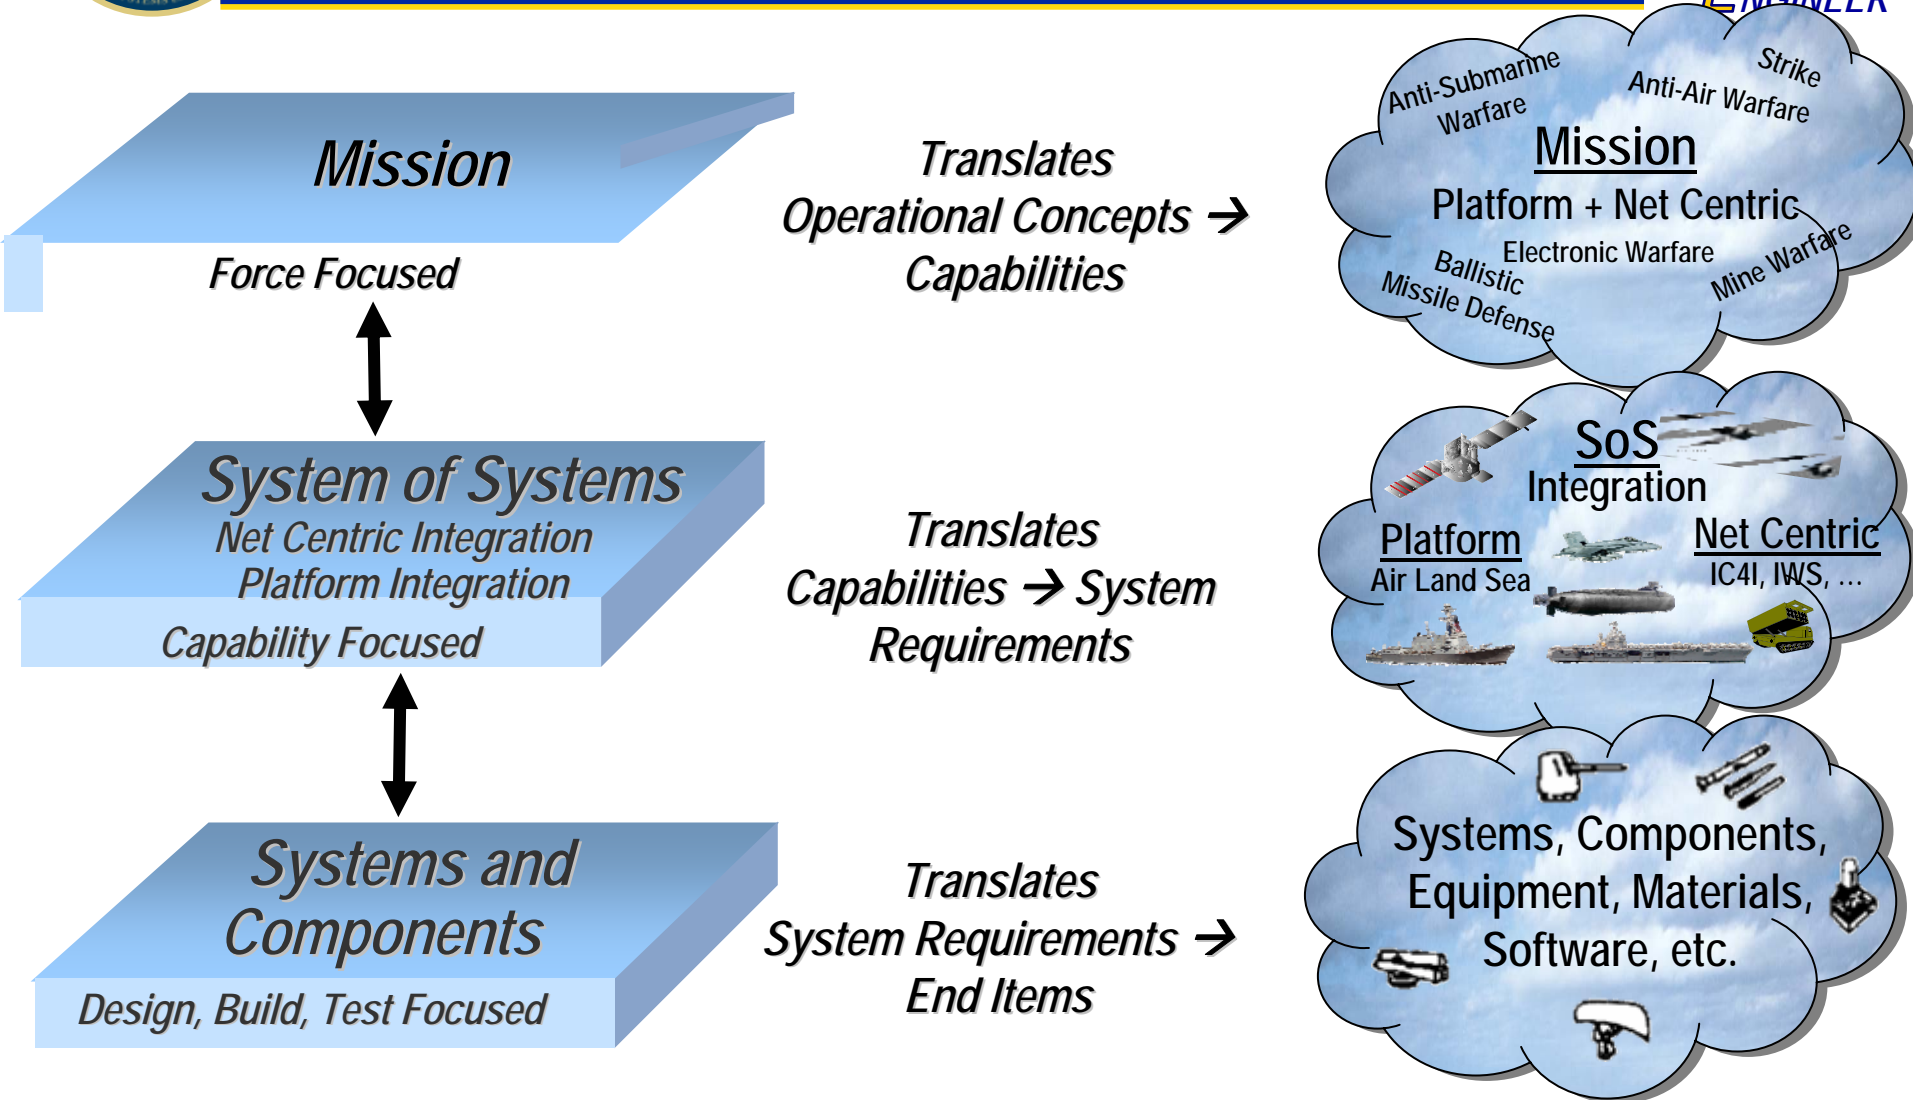 ENGINEER
Mission
Force Focused
Translates
Operational Concepts →
Capabilities
Anti-Submarine
Warfare
Strike
Anti-Air Warfare
Mission
Platform + Net Centric
Electronic Warfare
Ballistic
Missile Defense
Mine Warfare
System of Systems
Net Centric Integration
Platform Integration
Capability Focused
Translates
Capabilities → System
Requirements
SoS
Integration
Platform
Air Land Sea
Net Centric
IC4I, IWS, ...
Systems and
Components
Design, Build, Test Focused
Translates
System Requirements →
End Items
Systems, Components,
Equipment, Materials,
Software, etc.